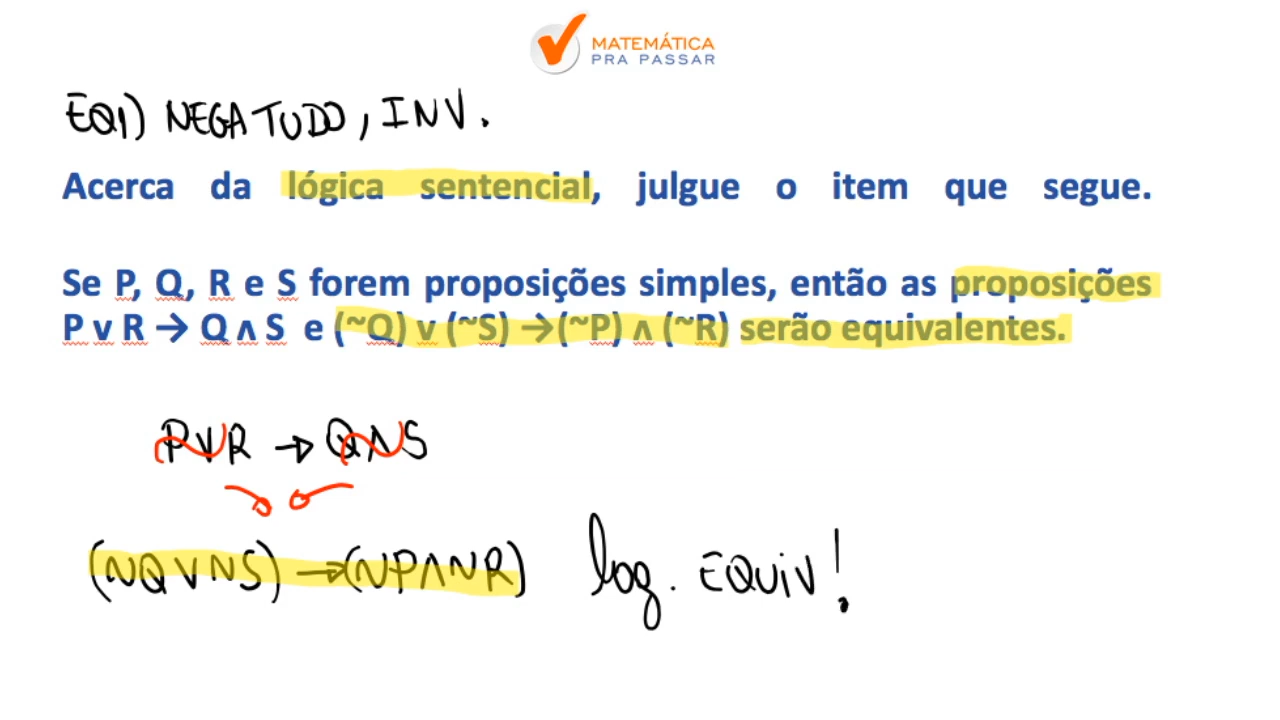 MATEMÁTICA
PRA PASSAR
EQ1) NEGA TUDO, INV.
Acerca da lógica sentencial, julgue o item que segue.
Se P, Q, R e S forem proposições simples, então as proposições
P v R → Q ʌ S e (~Q) v (~S) →(~P) ʌ (~R) serão equivalentes.
PVR → QΛS
(~Q V ~S) → (~P Λ ~R) log. EQUIV!